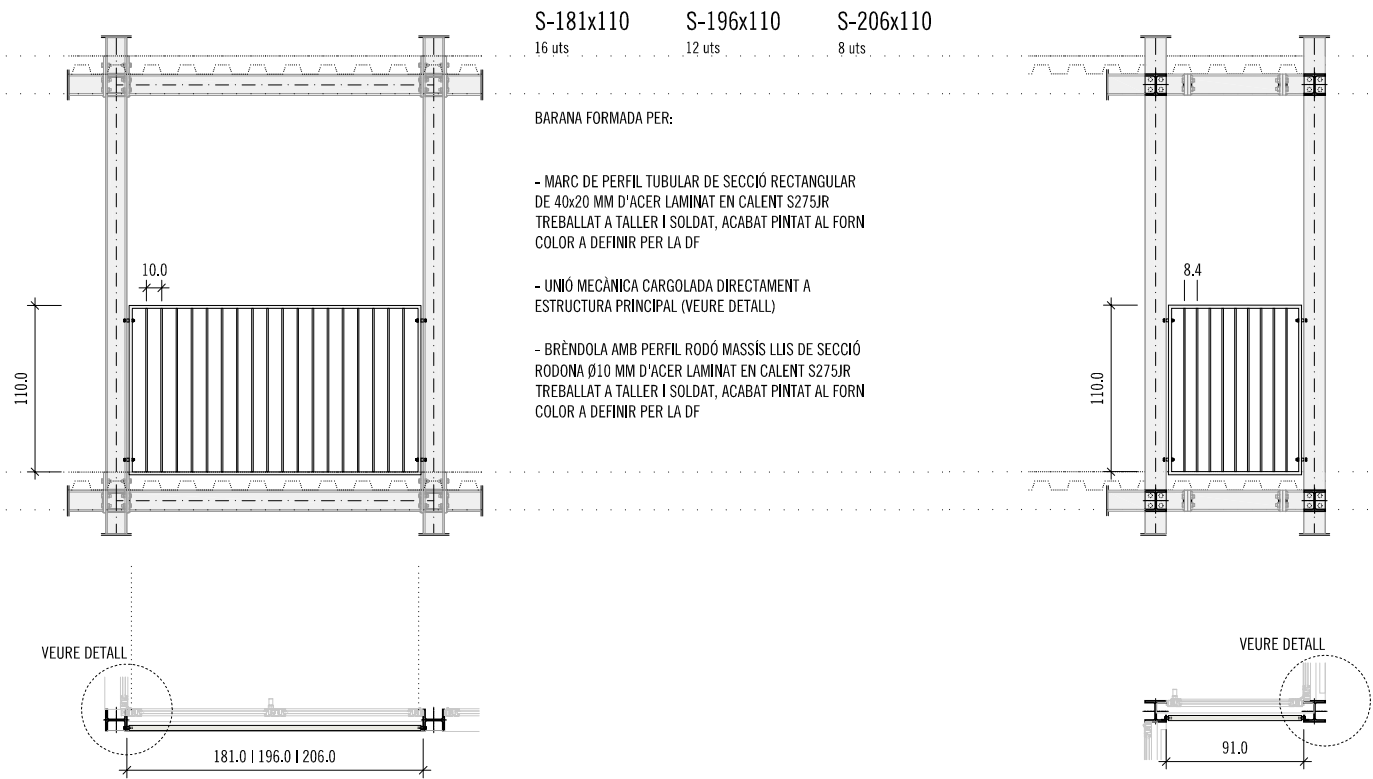 S-181x110 S-196x110 S-206x110
16 uts 12 uts 8 uts
BARANA FORMADA PER:
- MARC DE PERFIL TUBULAR DE SECCIÓ RECTANGULAR
DE 40x20 MM D'ACER LAMINAT EN CALENT S275JR
TREBALLAT A TALLER I SOLDAT, ACABAT PINTAT AL FORN
COLOR A DEFINIR PER LA DF
- UNIÓ MECÀNICA CARGOLADA DIRECTAMENT A
ESTRUCTURA PRINCIPAL (VEURE DETALL)
- BRÈNDOLA AMB PERFIL RODÓ MASSÍS LLIS DE SECCIÓ
RODONA Ø10 MM D'ACER LAMINAT EN CALENT S275JR
TREBALLAT A TALLER I SOLDAT, ACABAT PINTAT AL FORN
COLOR A DEFINIR PER LA DF
10.0
110.0
8.4
110.0
VEURE DETALL
181.0 | 196.0 | 206.0
VEURE DETALL
91.0